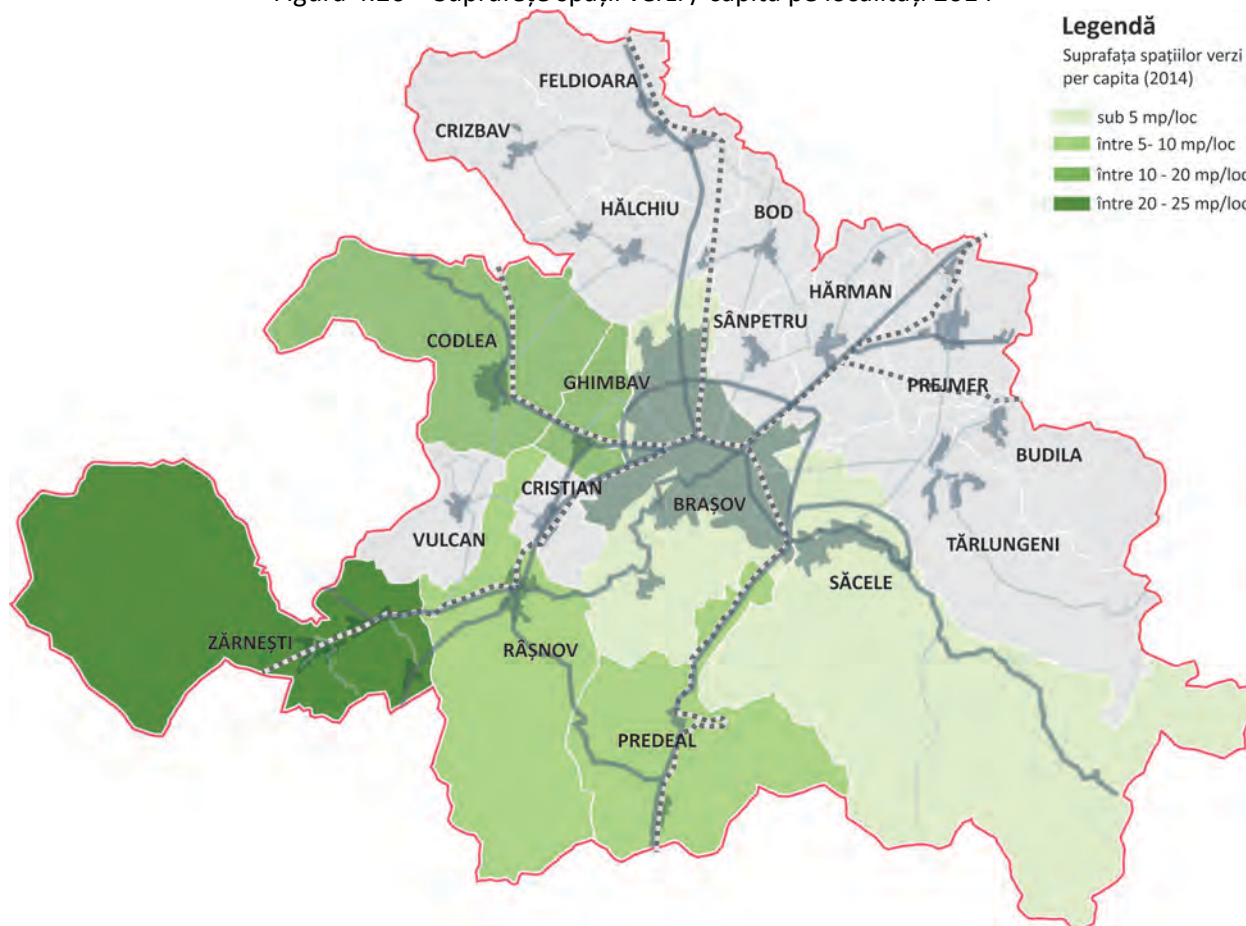 Legendă
Suprafața spațiilor verzi
per capita (2014)
sub 5 mp/loc
între 5- 10 mp/loc
între 10 - 20 mp/loc
între 20 - 25 mp/loc
FELDIOARA
CRIZBAV
HĂLCHIU
BOD
HĂRMAN
SÂNPETRU
CODLEA
GHIMBAV
PREJMER
BUDILA
CRISTIAN
BRAȘOV
VULCAN
TĂRLUNGENI
SĂCELE
ZĂRNEȘTI
RÂȘNOV
PREDEAL